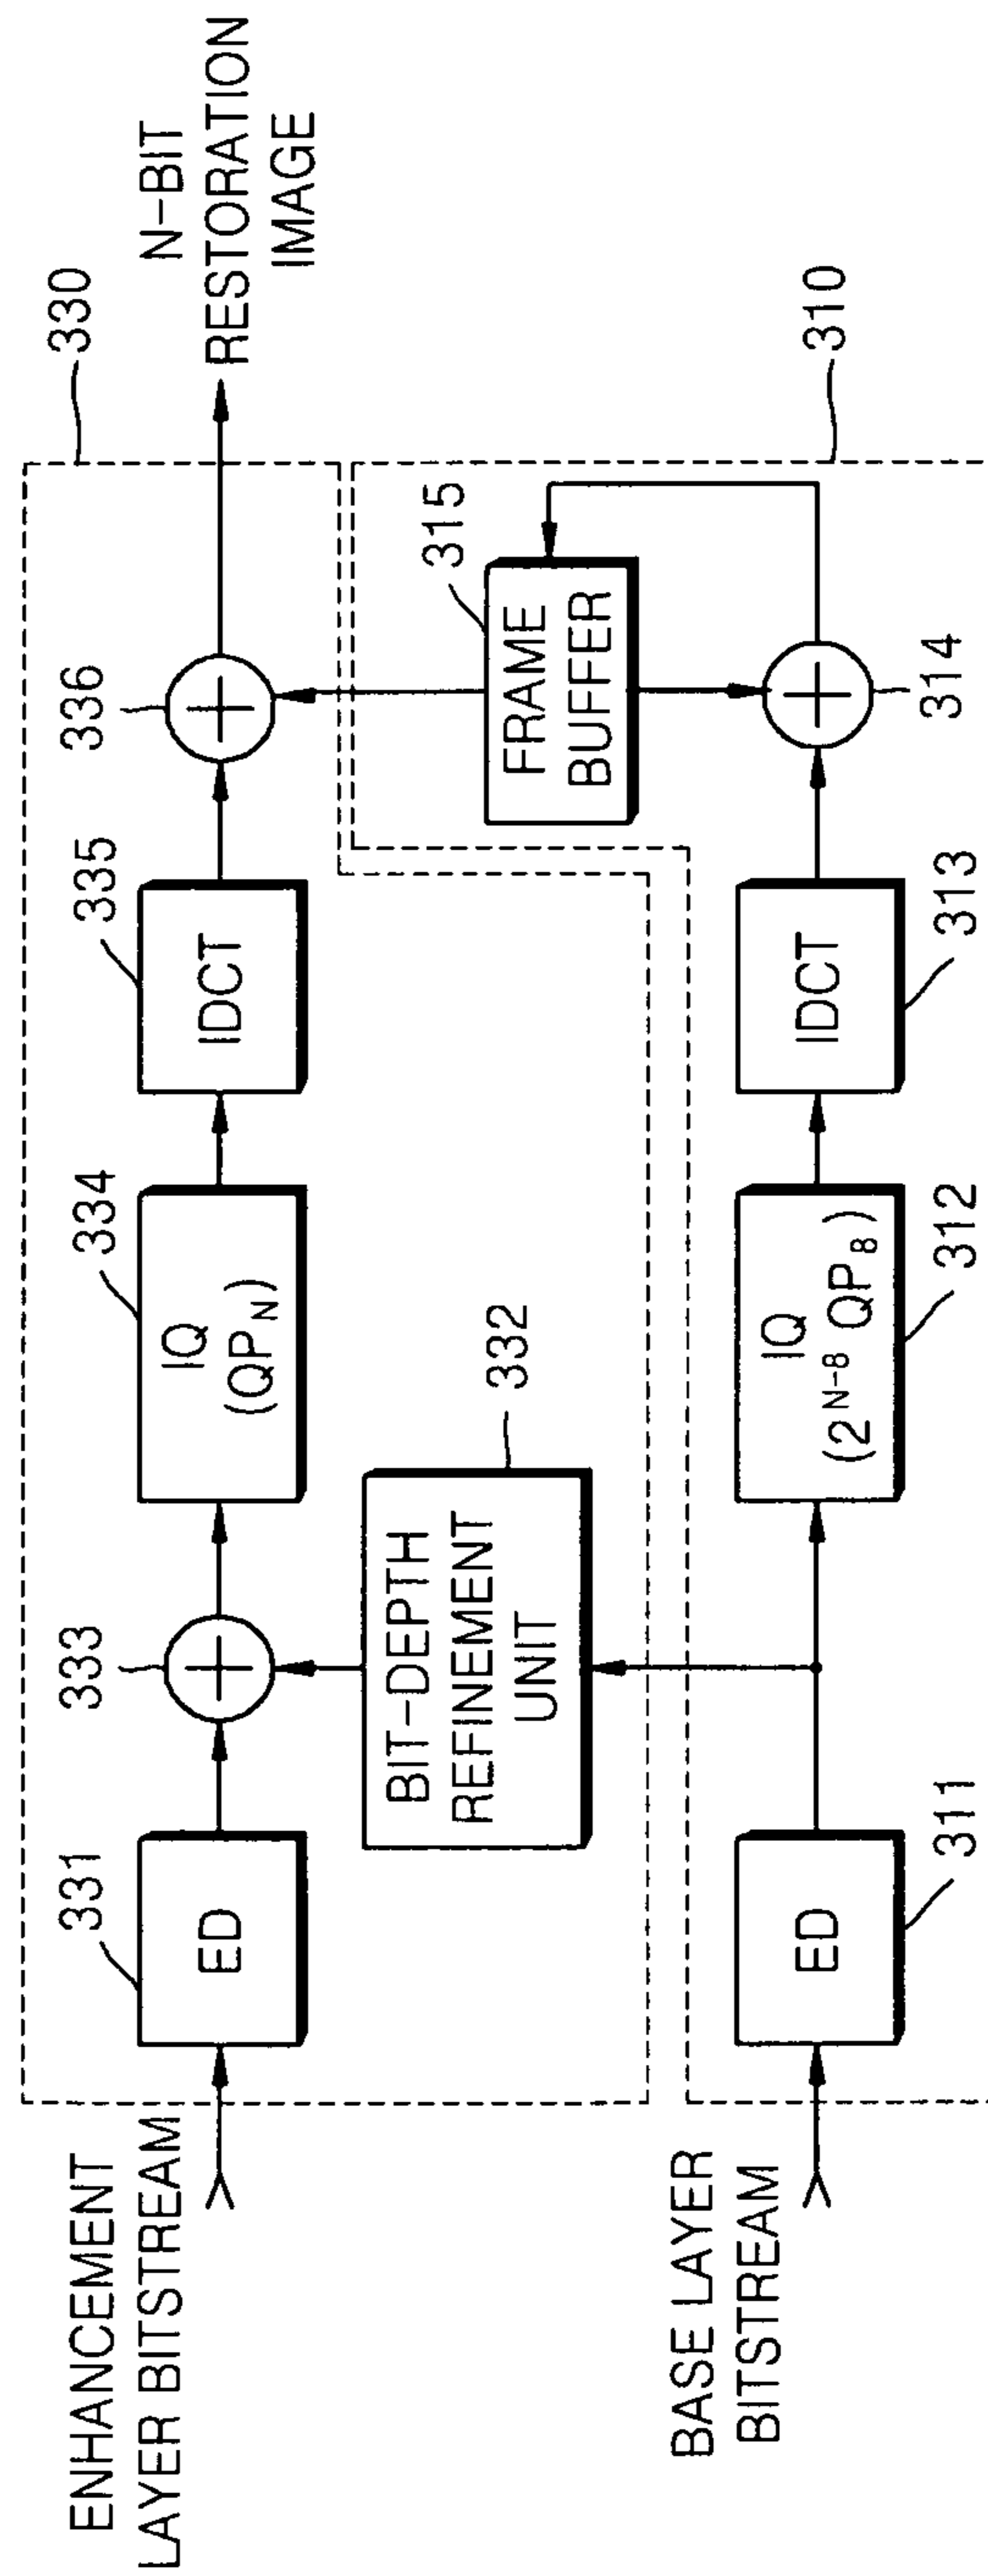 ENHANCEMENT
LAYER BITSTREAM
331
ED
333
BIT-DEPTH
REFINEMENT
UNIT
332
334
IQ
(QP_N)
335
IDCT
336
330
N-BIT
RESTORATION
IMAGE
BASE LAYER
BITSTREAM
ED
311
IQ
(2^{N-8} QP_8)
312
IDCT
313
FRAME
BUFFER
315
314
310